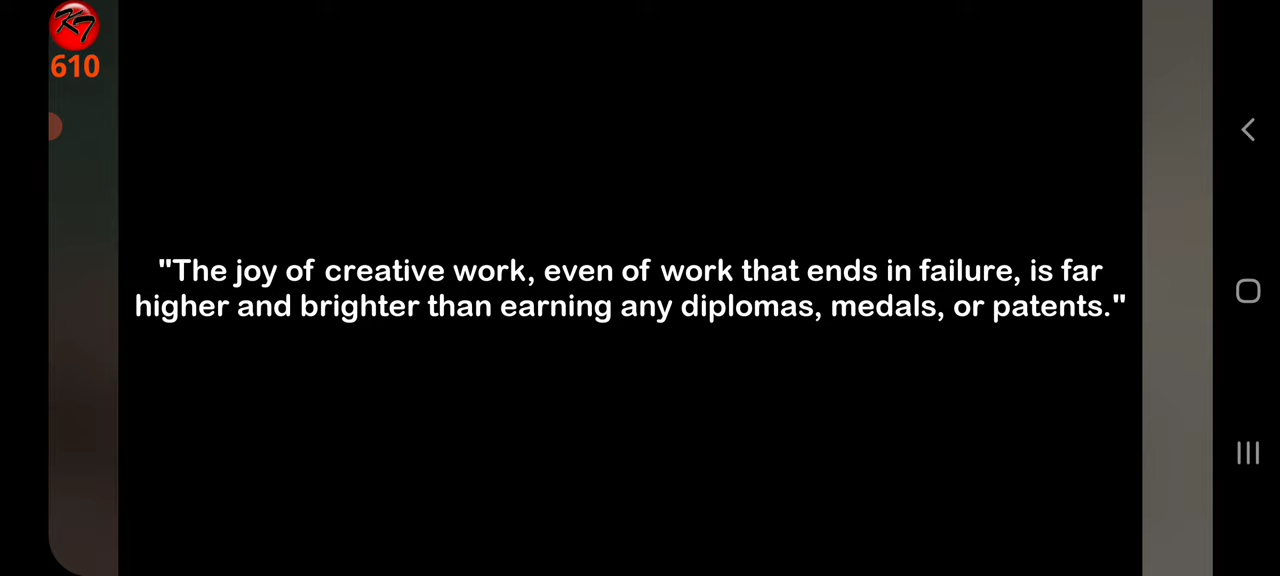 K7
610
"The joy of creative work, even of work that ends in failure, is far
higher and brighter than earning any diplomas, medals, or patents."